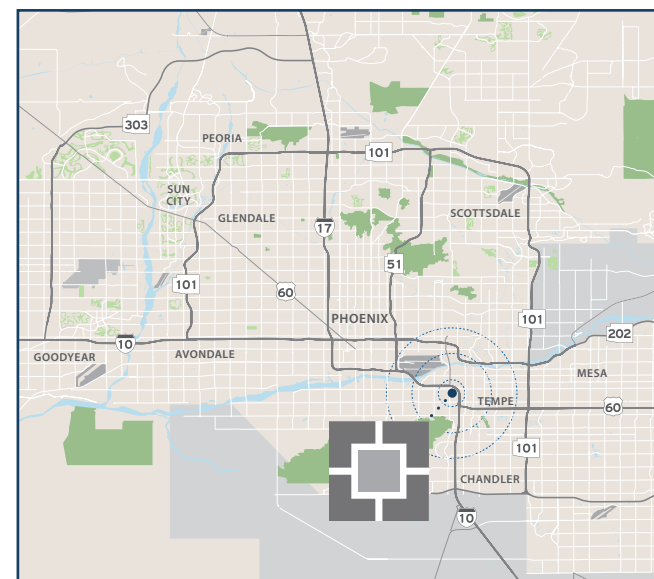 303
PEORIA
101
SUN
CITY
GLENDALE
17
SCOTTSDALE
51
101
60
PHOENIX
101
10
202
GOODYEAR
AVONDALE
MESA
TEMPE
60
101
CHANDLER
10